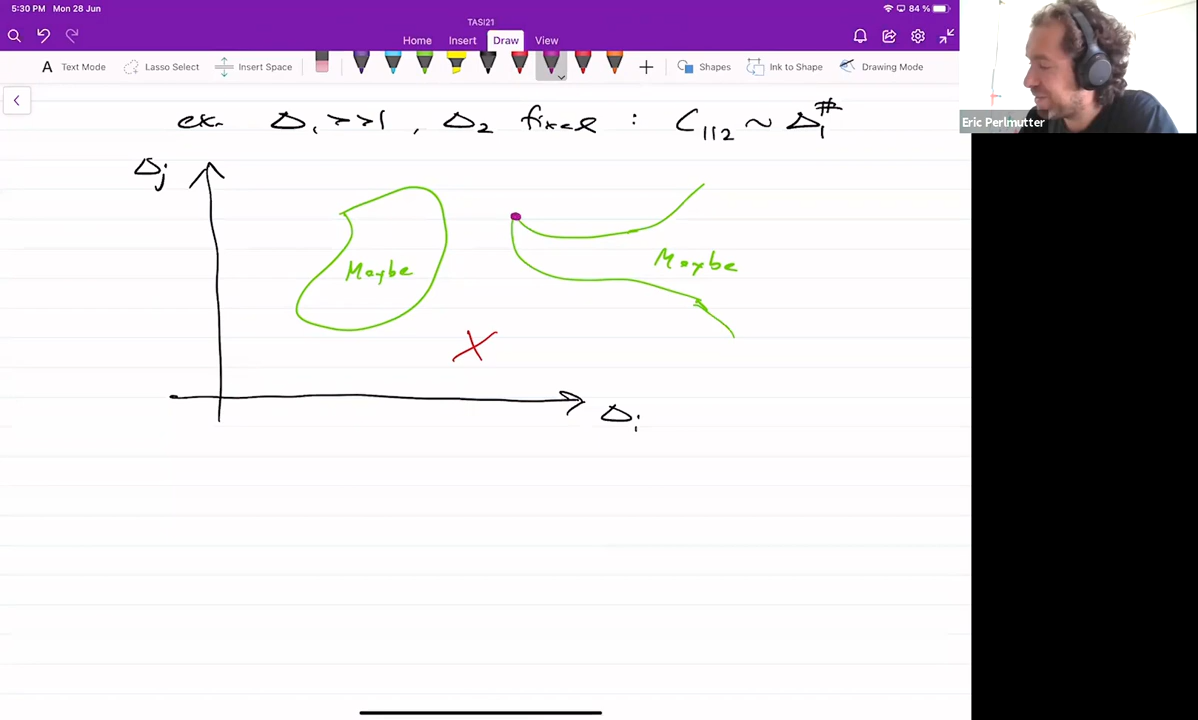 5:30 PM Mon 28 Jun 84 %
TASI21
Home Insert Draw View
A Text Mode Lasso Select Insert Space Shapes Ink to Shape Drawing Mode
Eric Perlmutter
ex. Δ₁ >> 1, Δ₂ fixed : C₁₁₂ ~ Δ₁^#
Δj
Maybe
Maybe
X
Δi